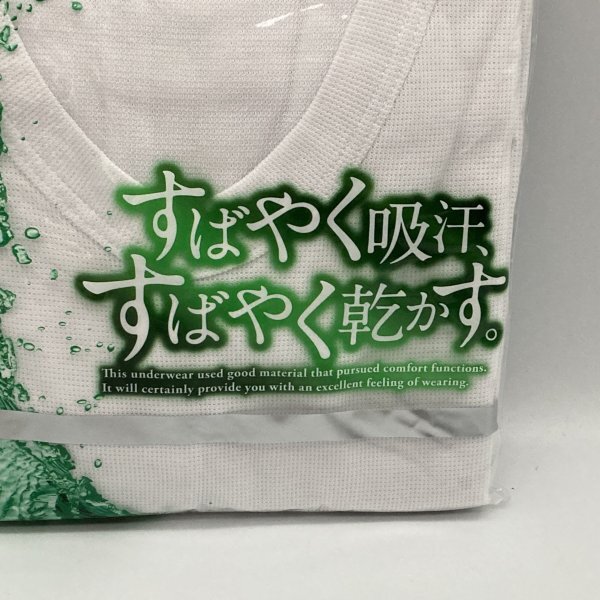 すばやく吸汗、
すばやく乾かす。
This underwear used good material that pursued comfort functions.
It will certainly provide you with an excellent feeling of wearing.